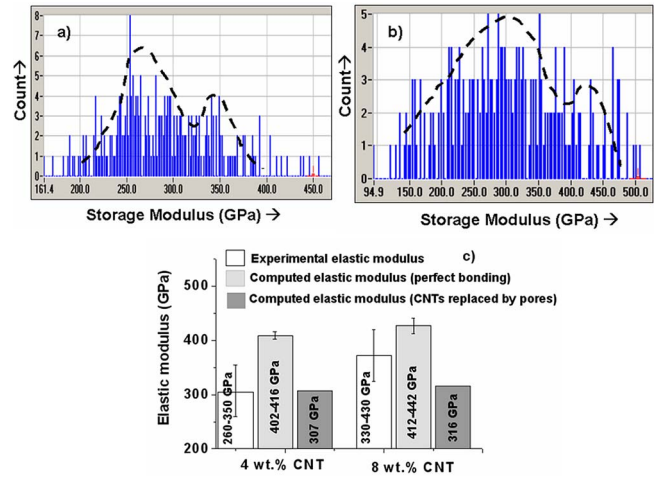 a)
Count→
8
7
6
5
4
3
2
1
0
161.4 200.0 250.0 300.0 350.0 400.0 450.0
Storage Modulus (GPa) →
b)
Count→
5
4
3
2
1
0
94.9 150.0 200.0 250.0 300.0 350.0 400.0 450.0 500.0
Storage Modulus (GPa) →
c)
Experimental elastic modulus
Computed elastic modulus (perfect bonding)
Computed elastic modulus (CNTs replaced by pores)
Elastic modulus (GPa)
500
400
300
200
260-350 GPa
402-416 GPa
307 GPa
330-430 GPa
412-442 GPa
316 GPa
4 wt.% CNT 8 wt.% CNT